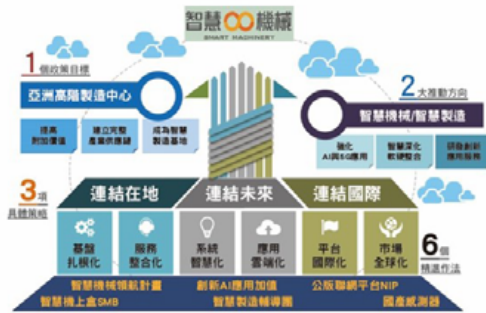 智慧 機械
SMART MACHINERY
1個政策目標
亞洲高階製造中心
提高
附加價值
建立完整
產業供應鏈
成為智慧
製造基地
2大推動方向
智慧機械/智慧製造
強化
AI與5G應用
智慧深化
軟硬整合
研發創新
應用服務
3項
具體策略
連結在地
連結未來
連結國際
基盤
扎根化
服務
整合化
系統
智慧化
應用
雲端化
平台
國際化
市場
全球化
6個
精進作法
智慧機械領航計畫
創新AI應用加值
公版聯網平台NIP
智慧機上盒SMB
智慧製造輔導團
國產感測器